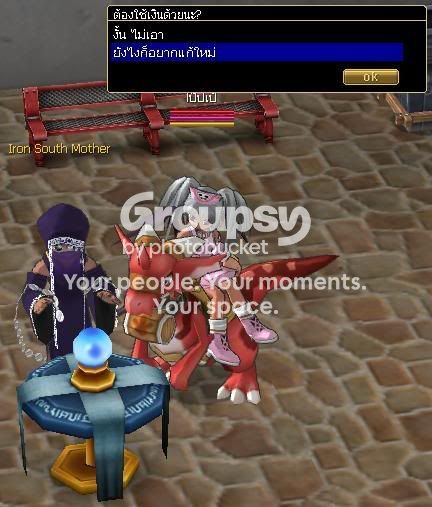 ต้องใช้เงินด้วยนะ?
งั้น ไม่เอา
ยังไงก็อยากแก้ใหม่
ok
Iron South Mother
Groupsy
by photobucket
Your people. Your moments.
Your space.